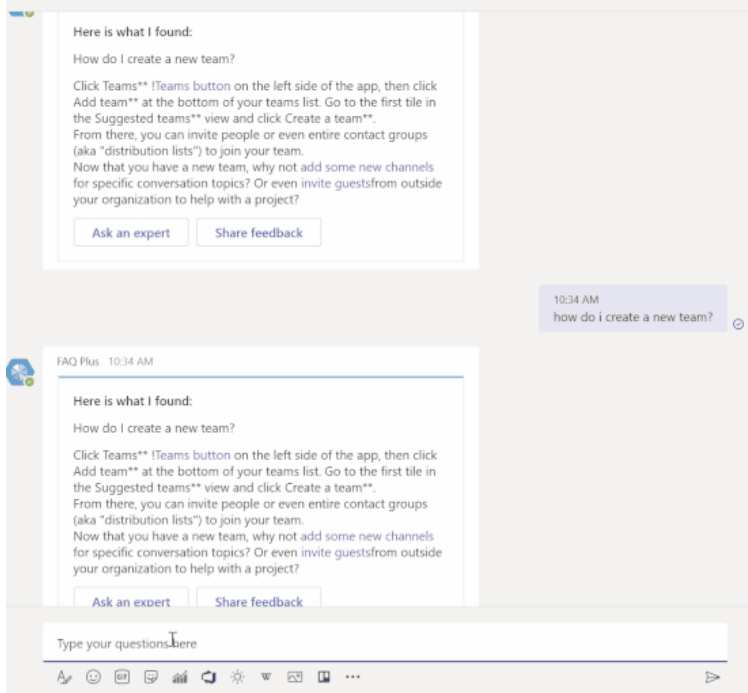 Here is what I found:
How do I create a new team?
Click Teams** !Teams button on the left side of the app, then click
Add team** at the bottom of your teams list. Go to the first tile in
the Suggested teams** view and click Create a team**.
From there, you can invite people or even entire contact groups
(aka "distribution lists") to join your team.
Now that you have a new team, why not add some new channels
for specific conversation topics? Or even invite guestsfrom outside
your organization to help with a project?
Ask an expert Share feedback
10:34 AM
how do i create a new team?
FAQ Plus 10:34 AM
Here is what I found:
How do I create a new team?
Click Teams** !Teams button on the left side of the app, then click
Add team** at the bottom of your teams list. Go to the first tile in
the Suggested teams** view and click Create a team**.
From there, you can invite people or even entire contact groups
(aka "distribution lists") to join your team.
Now that you have a new team, why not add some new channels
for specific conversation topics? Or even invite guestsfrom outside
your organization to help with a project?
Ask an expert Share feedback
Type your questions here
GIF W